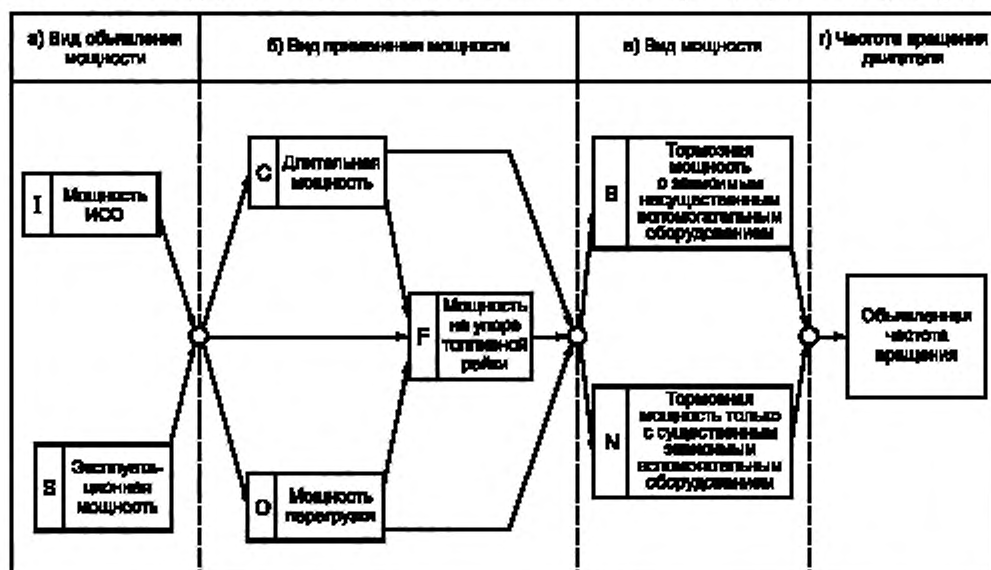 а) Вид объявления
мощности
б) Вид применения мощности
в) Вид мощности
г) Частота вращения
двигателя
I
Мощность
ИСО
S
Эксплуата-
ционная
мощность
C
Длительная
мощность
F
Мощность
на упоре
топливной
рейки
O
Мощность
перегрузки
B
Тормозная
мощность
с зависимым
несущественным
вспомогательным
оборудованием
N
Тормозная
мощность только
с существенным
зависимым
вспомогательным
оборудованием
Объявленная
частота
вращения